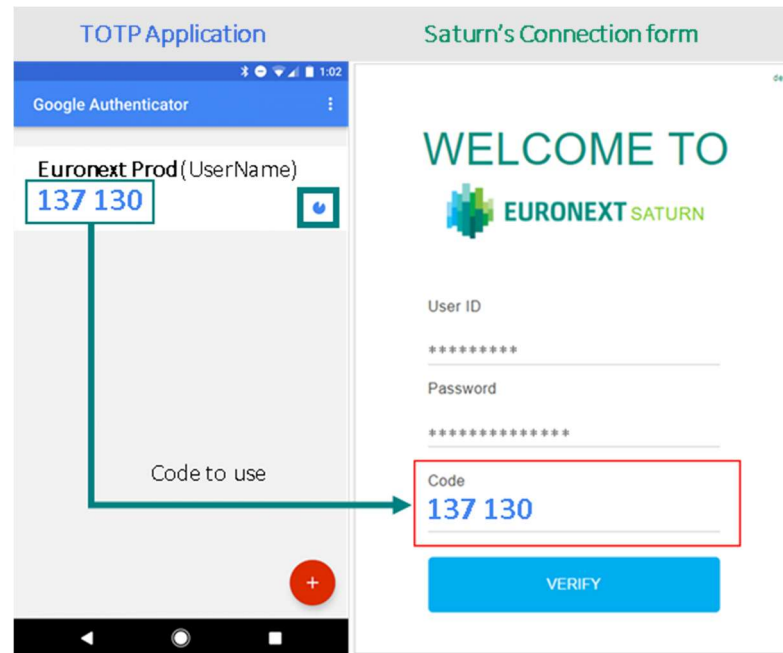 TOTP Application
Saturn's Connection form
1:02
Google Authenticator
Euronext Prod (UserName)
137 130
Code to use
+
de
WELCOME TO
EURONEXT SATURN
User ID
*********
Password
**************
Code
137 130
VERIFY